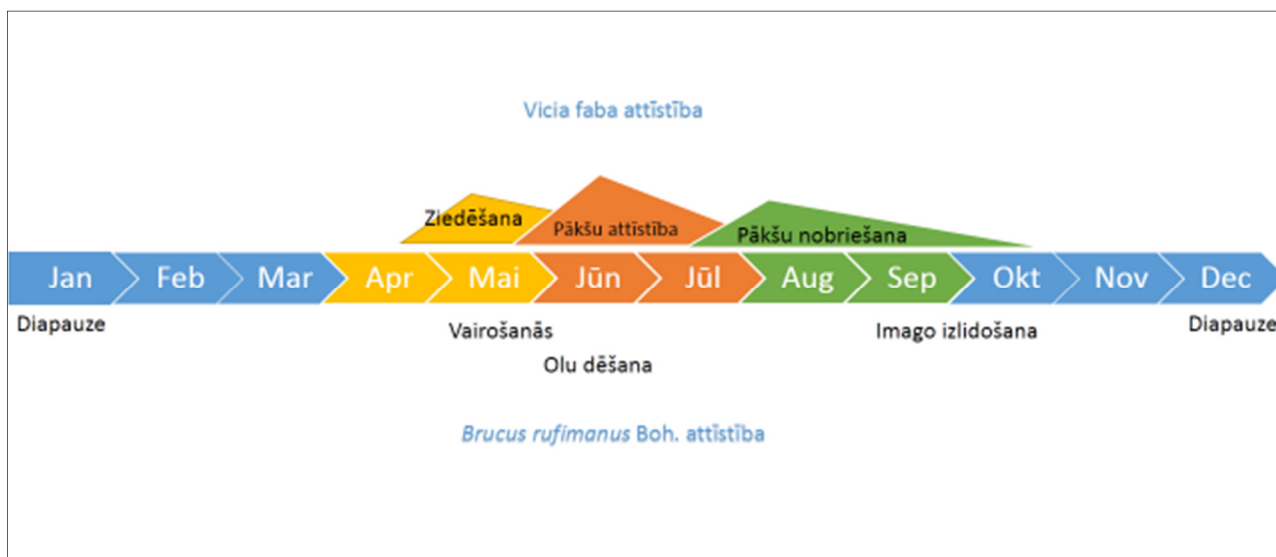 Vicia faba attīstība
Ziedēšana
Pākšu attīstība
Pākšu nobriešana
Jan Feb Mar Apr Mai Jūn Jūl Aug Sep Okt Nov Dec
Diapauze Vairošanās Imago izlidošana Diapauze
Olu dēšana
Brucus rufimanus Boh. attīstība